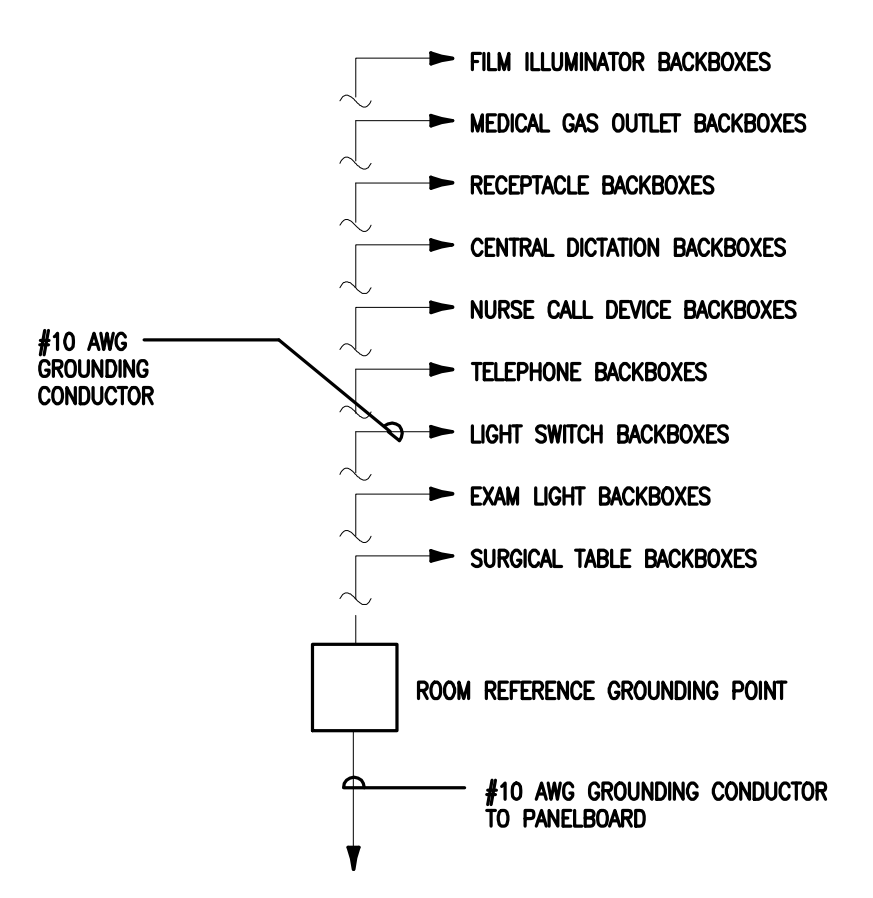 FILM ILLUMINATOR BACKBOXES
MEDICAL GAS OUTLET BACKBOXES
RECEPTACLE BACKBOXES
CENTRAL DICTATION BACKBOXES
NURSE CALL DEVICE BACKBOXES
#10 AWG
GROUNDING
CONDUCTOR
TELEPHONE BACKBOXES
LIGHT SWITCH BACKBOXES
EXAM LIGHT BACKBOXES
SURGICAL TABLE BACKBOXES
ROOM REFERENCE GROUNDING POINT
#10 AWG GROUNDING CONDUCTOR
TO PANELBOARD